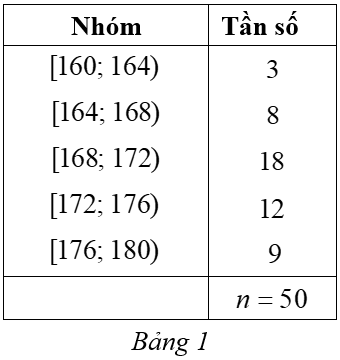 Nhóm Tần số
[160; 164) 3
[164; 168) 8
[168; 172) 18
[172; 176) 12
[176; 180) 9
n = 50
Bảng 1